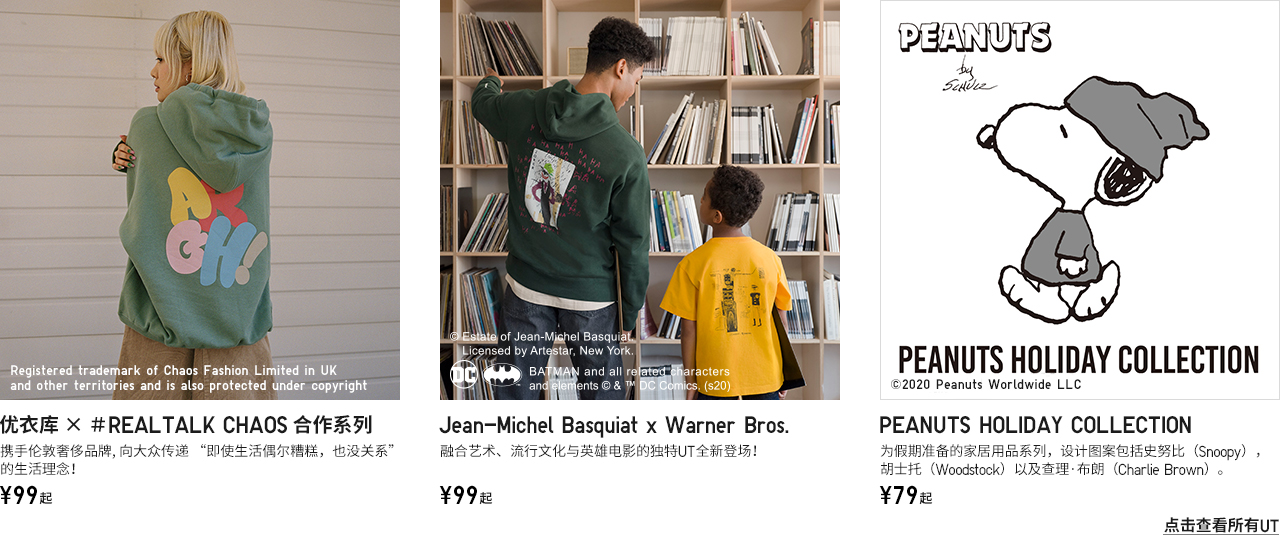 AR
GH!
Registered trademark of Chaos Fashion Limited in UK
and other territories and is also protected under copyright
优衣库 × #REALTALK CHAOS 合作系列
携手伦敦奢侈品牌, 向大众传递 “即使生活偶尔糟糕，也没关系”
的生活理念!
¥99起
© Estate of Jean-Michel Basquiat.
Licensed by Artestar, New York.
DC
BATMAN and all related characters
and elements © & ™ DC Comics. (s20)
Jean-Michel Basquiat x Warner Bros.
融合艺术、流行文化与英雄电影的独特UT全新登场!
¥99起
PEANUTS
by
SCHULZ
PEANUTS HOLIDAY COLLECTION
©2020 Peanuts Worldwide LLC
PEANUTS HOLIDAY COLLECTION
为假期准备的家居用品系列，设计图案包括史努比（Snoopy），
胡士托（Woodstock）以及查理·布朗（Charlie Brown）。
¥79起
点击查看所有UT